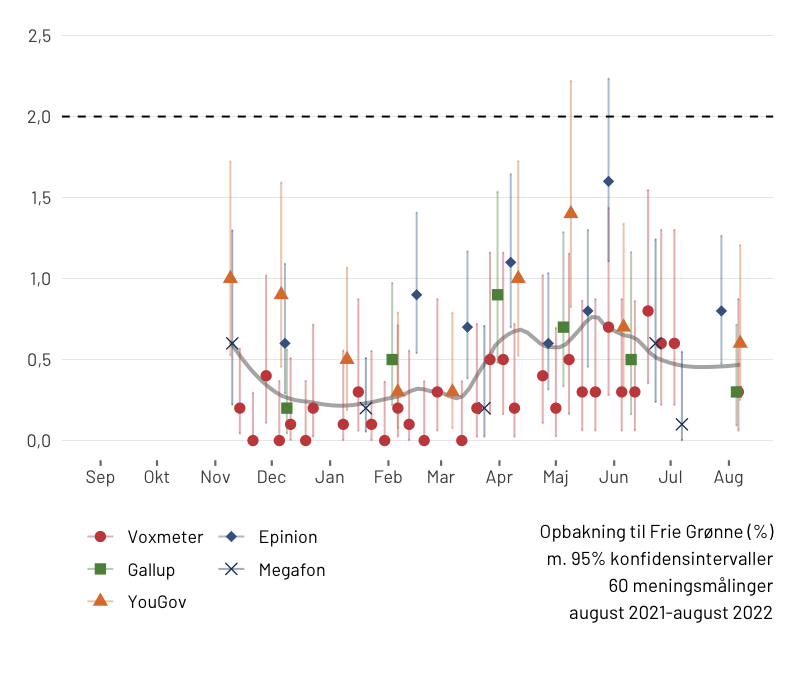 2,5
2,0
1,5
1,0
0,5
0,0
Sep Okt Nov Dec Jan Feb Mar Apr Maj Jun Jul Aug
Voxmeter Epinion
Gallup Megafon
YouGov
Opbakning til Frie Grønne (%)
m. 95% konfidensintervaller
60 meningsmålinger
august 2021-august 2022